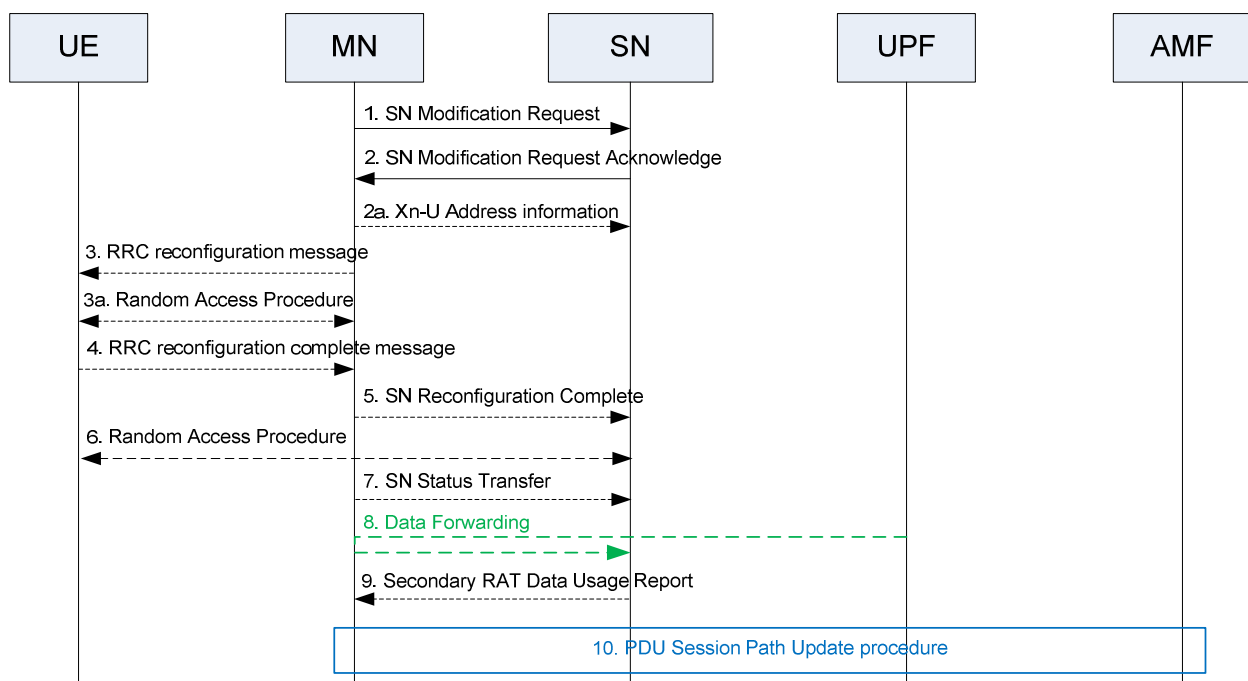 UE
MN
SN
UPF
AMF
1. SN Modification Request
2. SN Modification Request Acknowledge
2a. Xn-U Address information
3. RRC reconfiguration message
3a. Random Access Procedure
4. RRC reconfiguration complete message
5. SN Reconfiguration Complete
6. Random Access Procedure
7. SN Status Transfer
8. Data Forwarding
9. Secondary RAT Data Usage Report
10. PDU Session Path Update procedure